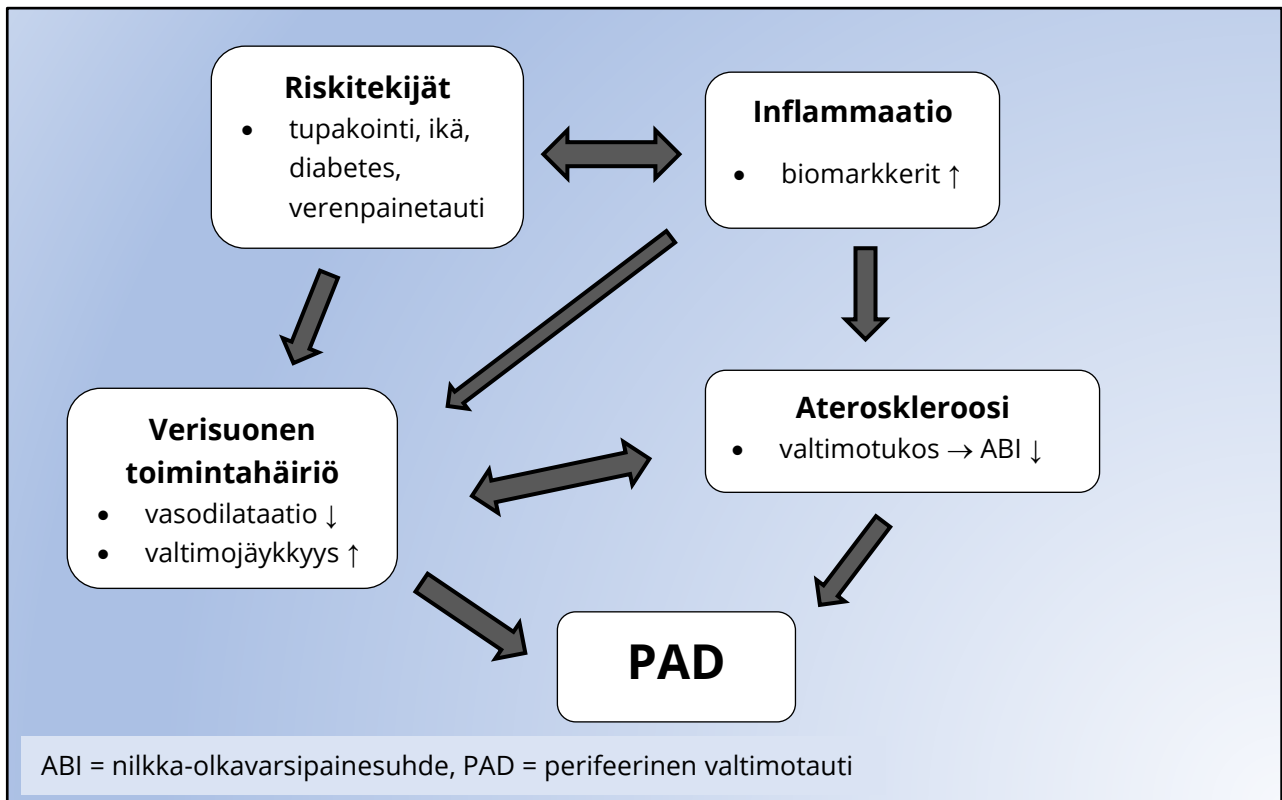 Riskitekijät
• tupakointi, ikä,
diabetes,
verenpainetauti
Inflammaatio
• biomarkkerit ↑
Verisuonen
toimintahäiriö
• vasodilataatio ↓
• valtimojäykkyys ↑
Ateroskleroosi
• valtimotukos → ABI ↓
PAD
ABI = nilkka-olkavarsipainesuhde, PAD = perifeerinen valtimotauti